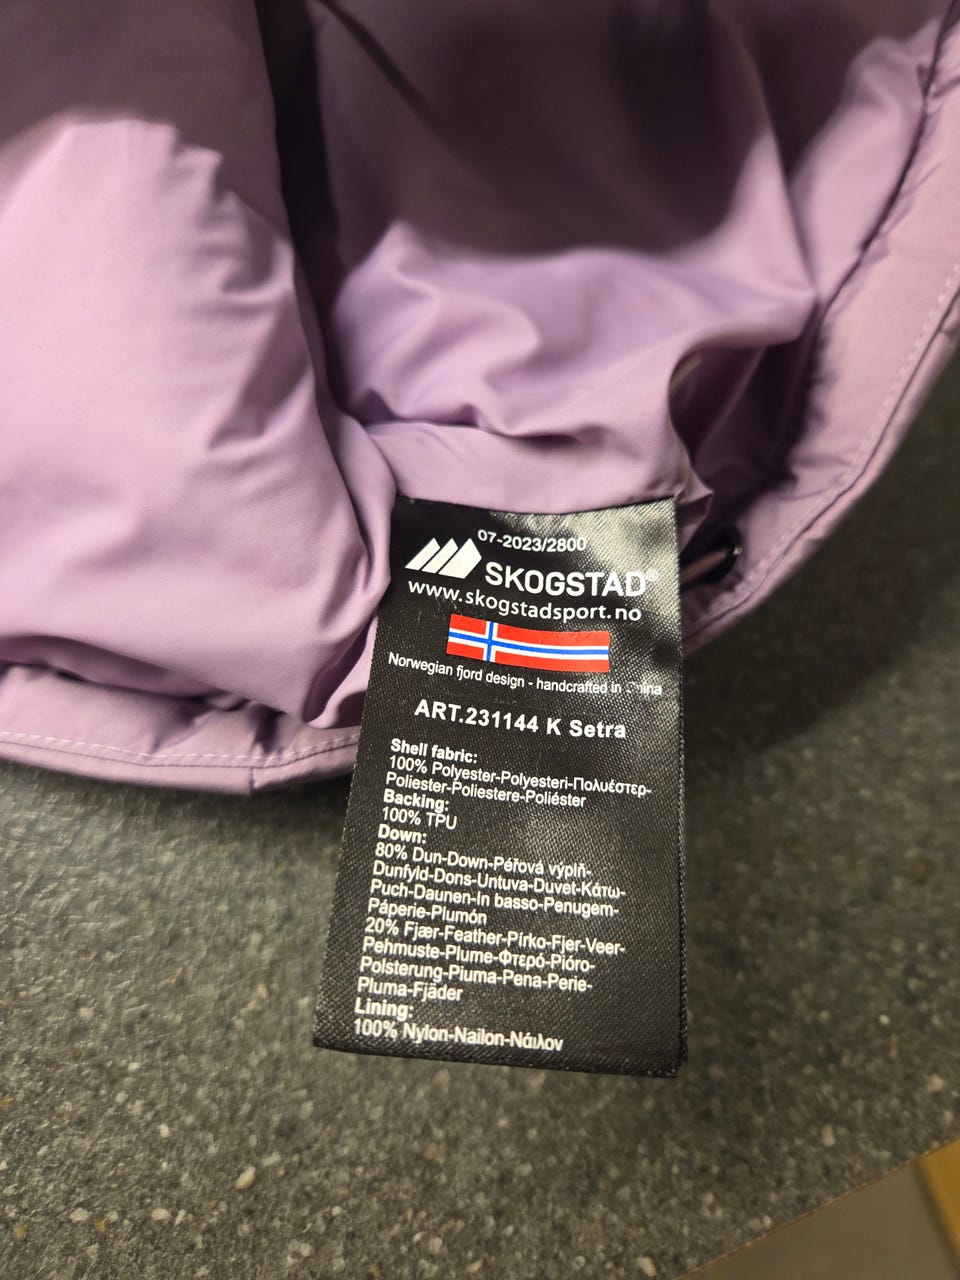 07-2023/2800
SKOGSTAD®
www.skogstadsport.no
Norwegian fjord design - handcrafted in
ART.231144 K Setra
Shell fabric:
100% Polyester-Polyesteri-Πολυέστερ-
Poliester-Poliestere-Poliéster
Backing:
100% TPU
Down:
80% Dun-Down-Péřová výplň-
Dunfyld-Dons-Untuva-Duvet-Κάτω-
Puch-Daunen-In basso-Penugem-
Páperie-Plumón
20% Fjær-Feather-Pírko-Fjer-Veer-
Pehmuste-Plume-Φτερό-Pióro-
Polsterung-Piuma-Pena-Perie-
Pluma-Fjäder
Lining:
100% Nylon-Nailon-Νάιλον